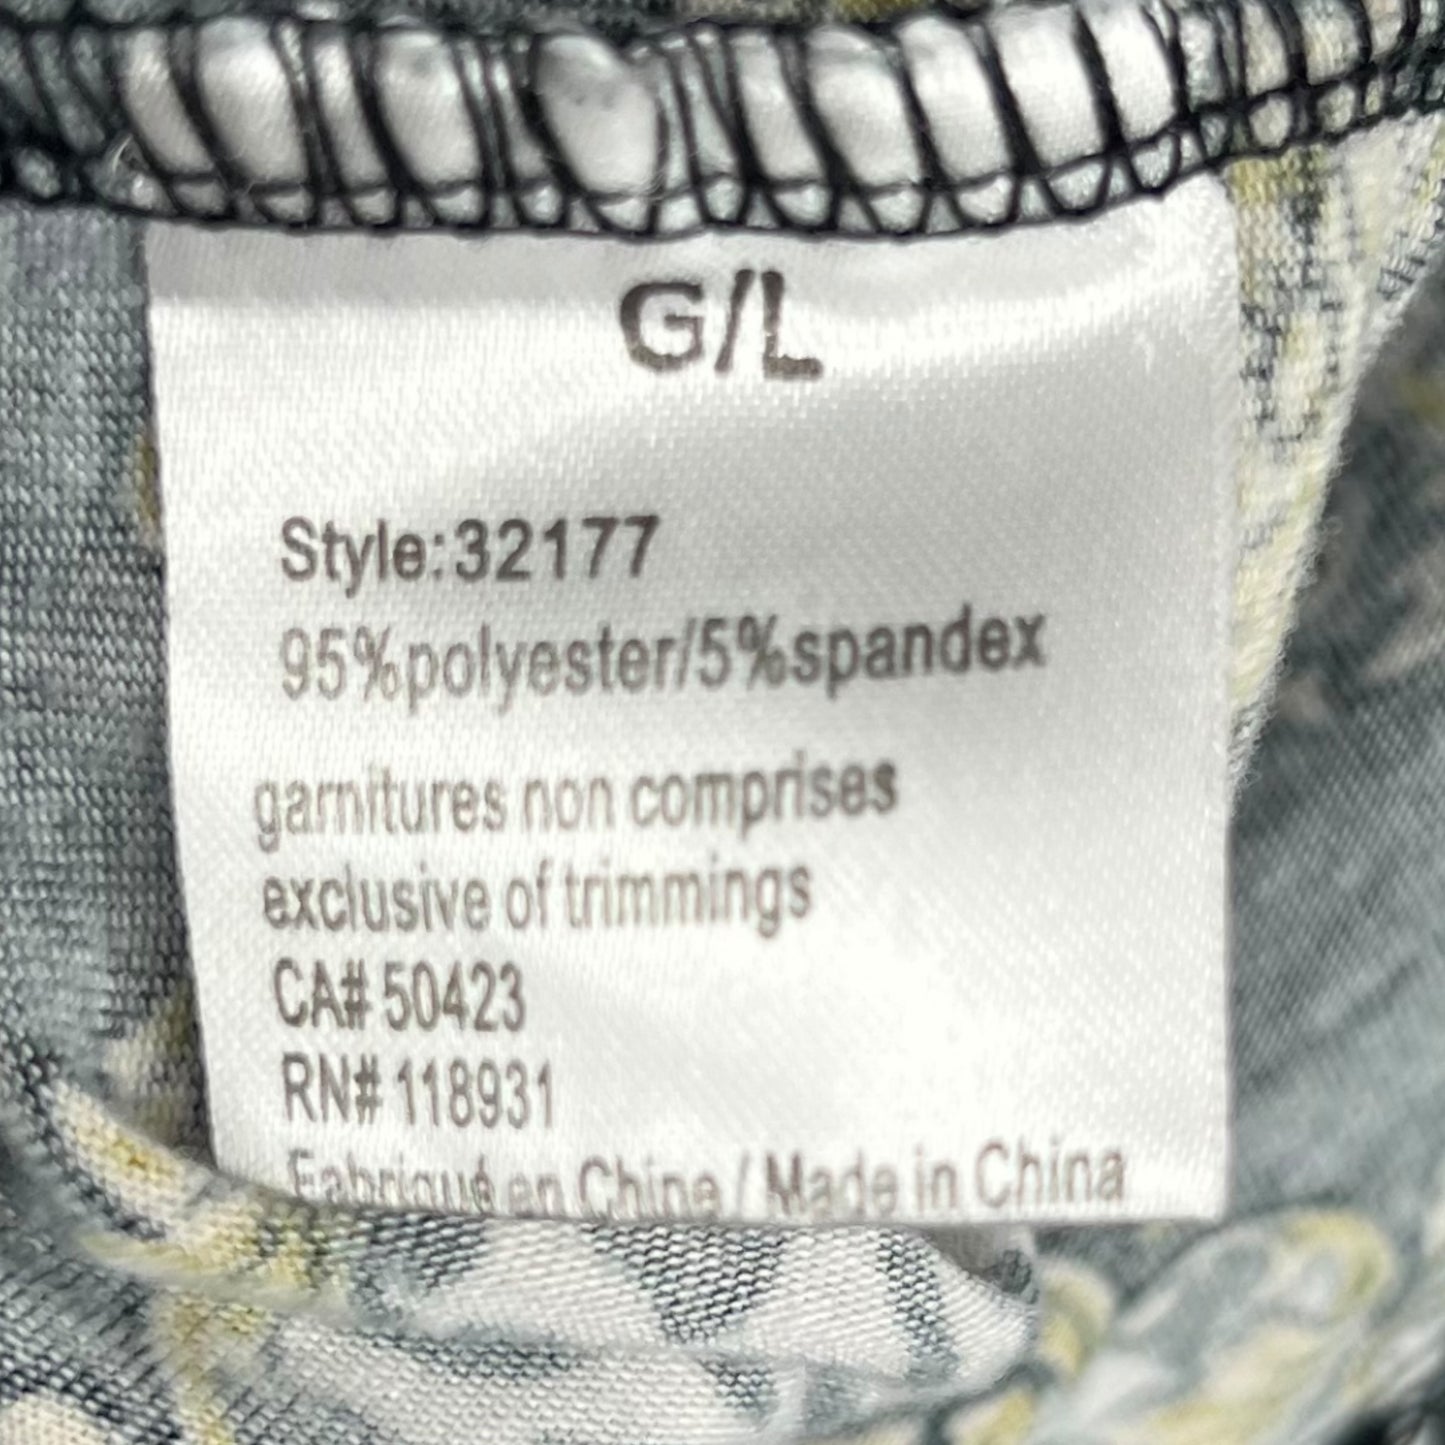 G/L
Style:32177
95%polyester/5%spandex
garnitures non comprises
exclusive of trimmings
CA# 50423
RN# 118931
Fabriqué en Chine / Made in China